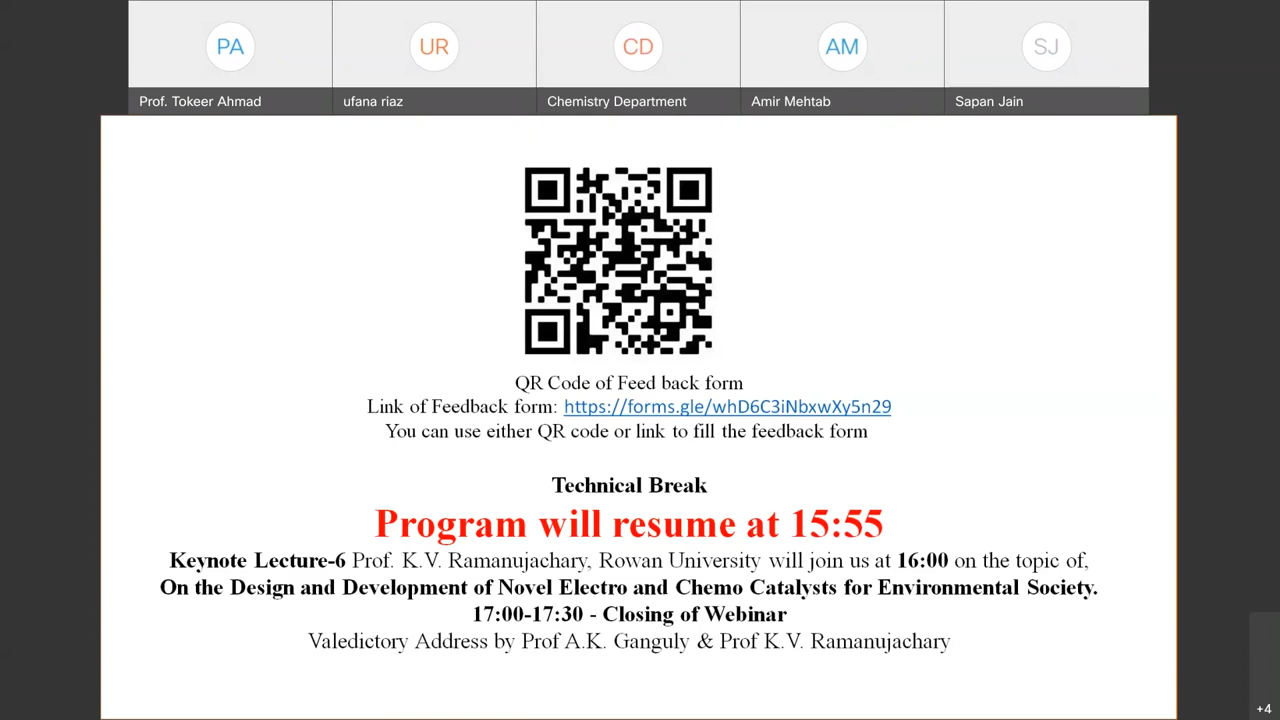 PA
UR
CD
AM
SJ
Prof. Tokeer Ahmad
ufana riaz
Chemistry Department
Amir Mehtab
Sapan Jain
QR Code of Feed back form
Link of Feedback form: https://forms.gle/whD6C3iNbxwXy5n29
You can use either QR code or link to fill the feedback form
Technical Break
Program will resume at 15:55
Keynote Lecture-6 Prof. K.V. Ramanujachary, Rowan University will join us at 16:00 on the topic of,
On the Design and Development of Novel Electro and Chemo Catalysts for Environmental Society.
17:00-17:30 - Closing of Webinar
Valedictory Address by Prof A.K. Ganguly & Prof K.V. Ramanujachary
+4